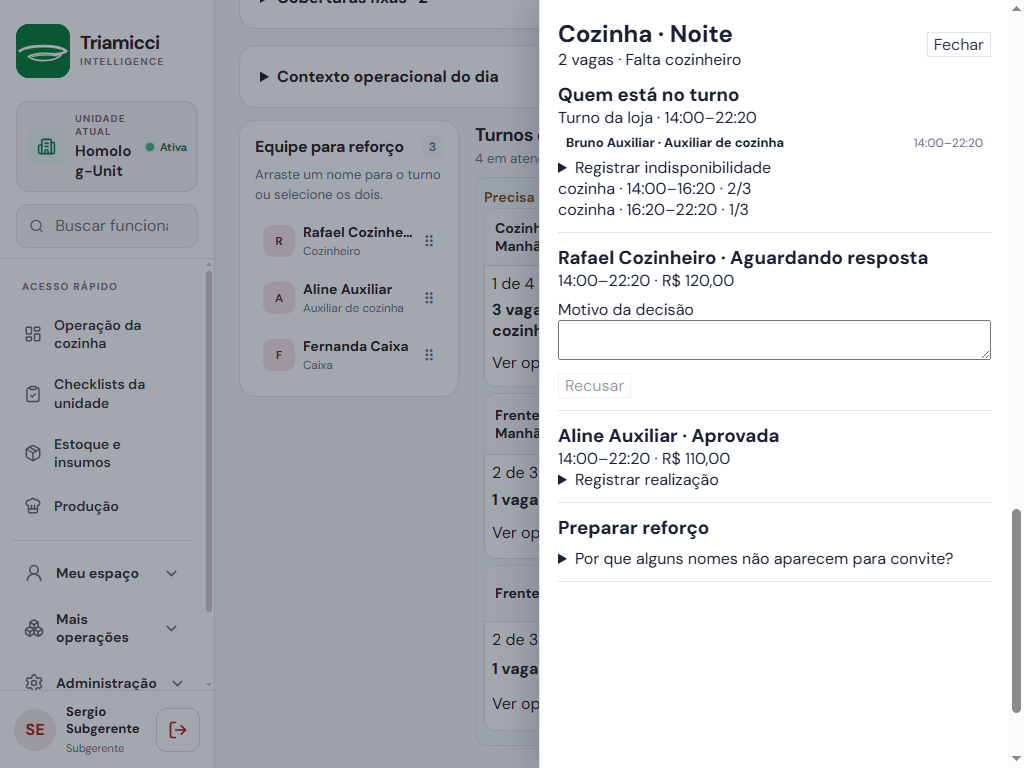 Triamicci
INTELLIGENCE
UNIDADE
ATUAL
Homolo
g-Unit
Ativa
Buscar funciona
ACESSO RÁPIDO
Operação da
cozinha
Checklists da
unidade
Estoque e
insumos
Produção
Meu espaço
Mais
operações
Administração
SE
Sergio
Subgerente
Subgerente
Contexto operacional do dia
Equipe para reforço
3
Arraste um nome para o turno
ou selecione os dois.
R
Rafael Cozinhe...
Cozinheiro
A
Aline Auxiliar
Auxiliar de cozinha
F
Fernanda Caixa
Caixa
Turnos
4 em aten
Precisa
Cozinh
Manhã
1 de 4
3 vaga
cozinh
Ver op
Frente
Manhã
2 de 3
1 vaga
Ver op
Frente
2 de 3
1 vaga
Ver op
Cozinha · Noite
2 vagas · Falta cozinheiro
Fechar
Quem está no turno
Turno da loja · 14:00–22:20
Bruno Auxiliar · Auxiliar de cozinha
14:00–22:20
Registrar indisponibilidade
cozinha · 14:00–16:20 · 2/3
cozinha · 16:20–22:20 · 1/3
Rafael Cozinheiro · Aguardando resposta
14:00–22:20 · R$ 120,00
Motivo da decisão
Recusar
Aline Auxiliar · Aprovada
14:00–22:20 · R$ 110,00
Registrar realização
Preparar reforço
Por que alguns nomes não aparecem para convite?